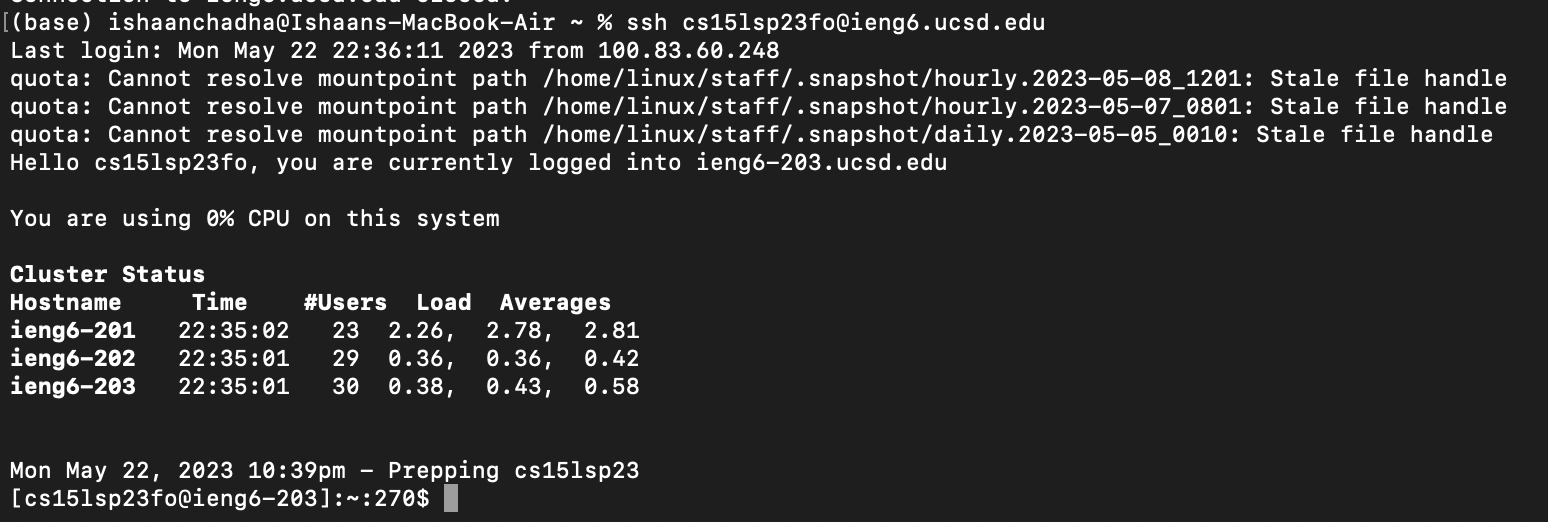 Connection to ieng6.ucsd.edu closed.
[(base) ishaanchadha@Ishaans-MacBook-Air ~ % ssh cs15lsp23fo@ieng6.ucsd.edu
Last login: Mon May 22 22:36:11 2023 from 100.83.60.248
quota: Cannot resolve mountpoint path /home/linux/staff/.snapshot/hourly.2023-05-08_1201: Stale file handle
quota: Cannot resolve mountpoint path /home/linux/staff/.snapshot/hourly.2023-05-07_0801: Stale file handle
quota: Cannot resolve mountpoint path /home/linux/staff/.snapshot/daily.2023-05-05_0010: Stale file handle
Hello cs15lsp23fo, you are currently logged into ieng6-203.ucsd.edu
You are using 0% CPU on this system
Cluster Status
Hostname Time #Users Load Averages
ieng6-201 22:35:02 23 2.26, 2.78, 2.81
ieng6-202 22:35:01 29 0.36, 0.36, 0.42
ieng6-203 22:35:01 30 0.38, 0.43, 0.58
Mon May 22, 2023 10:39pm - Prepping cs15lsp23
[cs15lsp23fo@ieng6-203]:~:270$